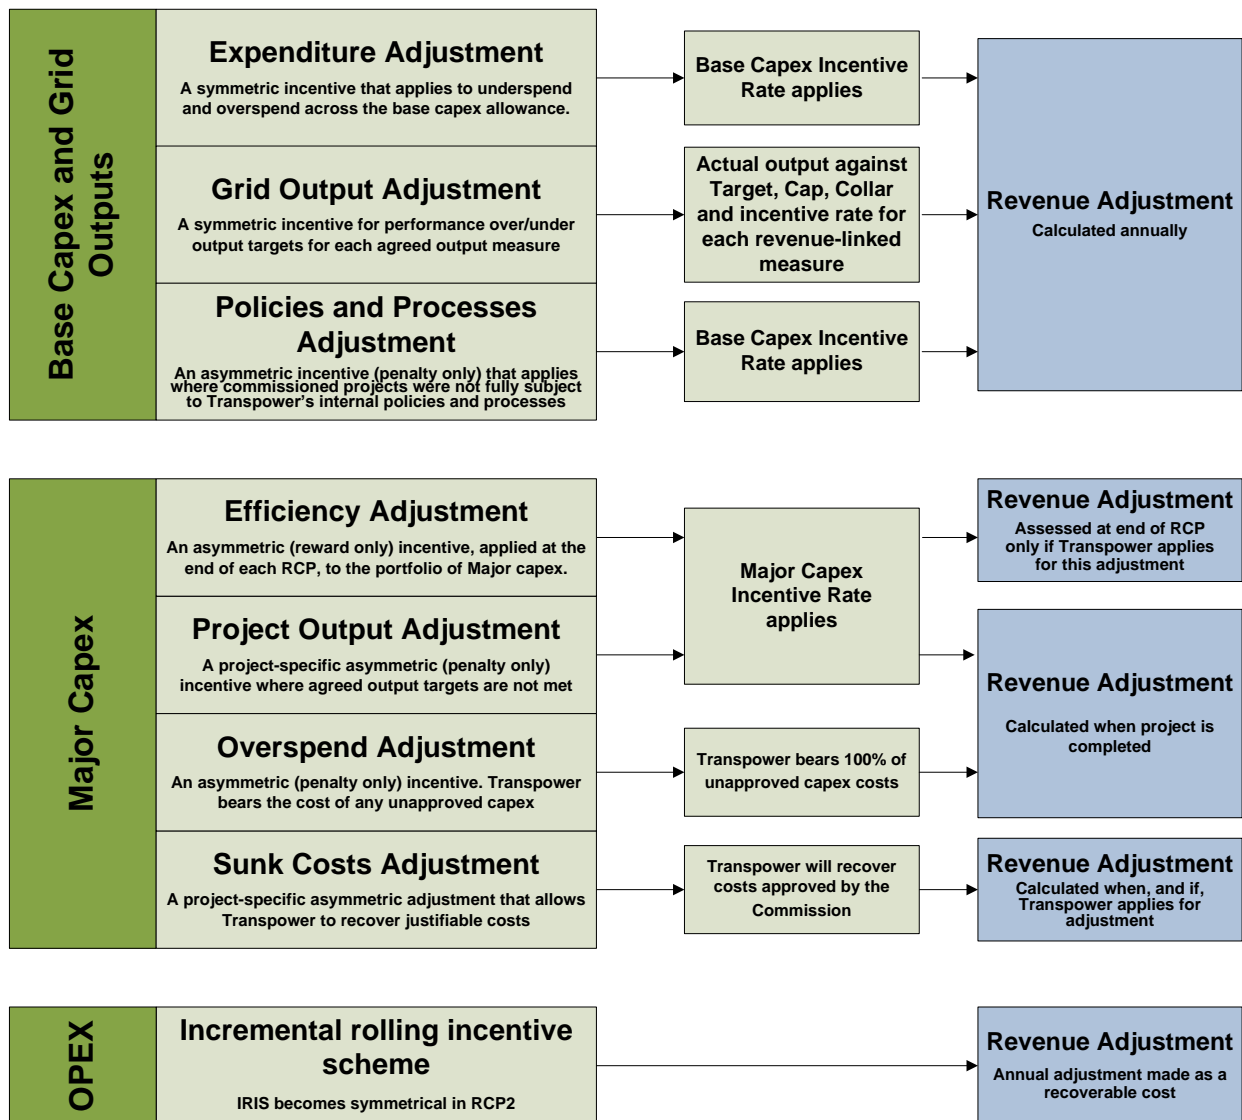 Base Capex and Grid
Outputs
Expenditure Adjustment
A symmetric incentive that applies to underspend
and overspend across the base capex allowance.
Base Capex Incentive
Rate applies
Grid Output Adjustment
A symmetric incentive for performance over/under
output targets for each agreed output measure
Actual output against
Target, Cap, Collar
and incentive rate for
each revenue-linked
measure
Policies and Processes
Adjustment
An asymmetric incentive (penalty only) that applies
where commissioned projects were not fully subject
to Transpower's internal policies and processes
Base Capex Incentive
Rate applies
Revenue Adjustment
Calculated annually
Major Capex
Efficiency Adjustment
An asymmetric (reward only) incentive, applied at the
end of each RCP, to the portfolio of Major capex.
Project Output Adjustment
A project-specific asymmetric (penalty only)
incentive where agreed output targets are not met
Major Capex
Incentive Rate
applies
Revenue Adjustment
Assessed at end of RCP
only if Transpower applies
for this adjustment
Overspend Adjustment
An asymmetric (penalty only) incentive. Transpower
bears the cost of any unapproved capex
Transpower bears 100% of
unapproved capex costs
Revenue Adjustment
Calculated when project is
completed
Sunk Costs Adjustment
A project-specific asymmetric adjustment that allows
Transpower to recover justifiable costs
Transpower will recover
costs approved by the
Commission
Revenue Adjustment
Calculated when, and if,
Transpower applies for
adjustment
OPEX
Incremental rolling incentive
scheme
IRIS becomes symmetrical in RCP2
Revenue Adjustment
Annual adjustment made as a
recoverable cost